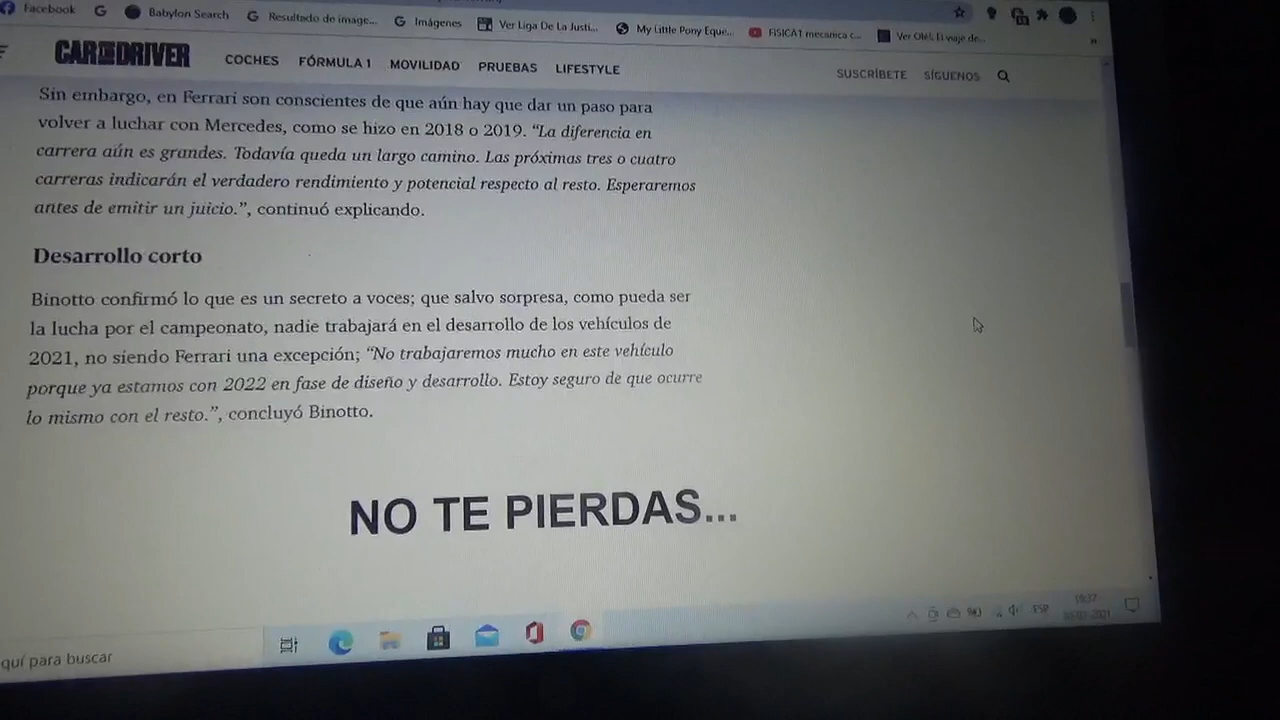 Facebook G Babylon Search G Resultado de image... G Imágenes Ver Liga De La Justi... My Little Pony Eque... FISICA1 mecanica c... Ver Olé!, El viaje de... »
CAR AND DRIVER COCHES FÓRMULA 1 MOVILIDAD PRUEBAS LIFESTYLE SUSCRÍBETE SÍGUENOS
Sin embargo, en Ferrari son conscientes de que aún hay que dar un paso para
volver a luchar con Mercedes, como se hizo en 2018 o 2019. “La diferencia en
carrera aún es grandes. Todavía queda un largo camino. Las próximas tres o cuatro
carreras indicarán el verdadero rendimiento y potencial respecto al resto. Esperaremos
antes de emitir un juicio.”, continuó explicando.
Desarrollo corto
Binotto confirmó lo que es un secreto a voces; que salvo sorpresa, como pueda ser
la lucha por el campeonato, nadie trabajará en el desarrollo de los vehículos de
2021, no siendo Ferrari una excepción; “No trabajaremos mucho en este vehículo
porque ya estamos con 2022 en fase de diseño y desarrollo. Estoy seguro de que ocurre
lo mismo con el resto.”, concluyó Binotto.
NO TE PIERDAS...
ESP 19:37
quí para buscar